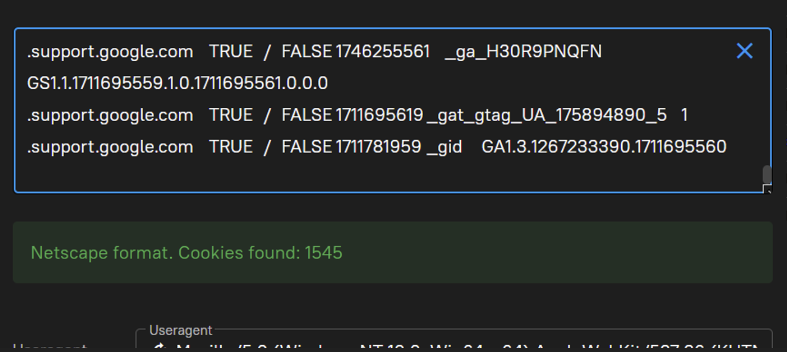 .support.google.com TRUE / FALSE 1746255561 _ga_H30R9PNQFN
GS1.1.1711695559.1.0.1711695561.0.0.0
.support.google.com TRUE / FALSE 1711695619 _gat_gtag_UA_175894890_5 1
.support.google.com TRUE / FALSE 1711781959 _gid GA1.3.1267233390.1711695560
Netscape format. Cookies found: 1545
Useragent
Useragent